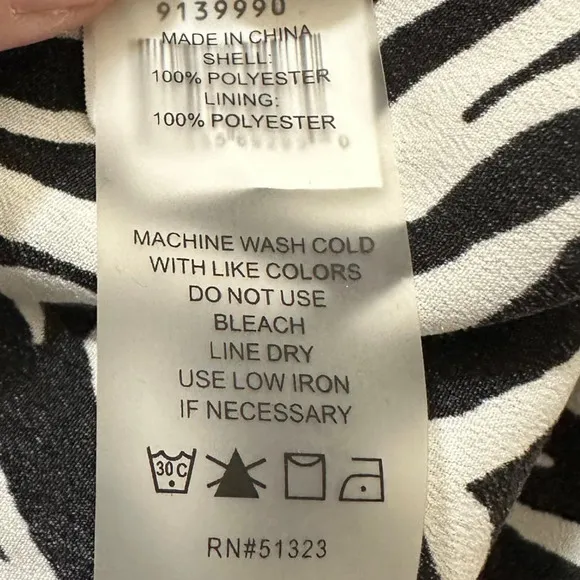 9139990
MADE IN CHINA
SHELL:
100% POLYESTER
LINING:
100% POLYESTER
MACHINE WASH COLD
WITH LIKE COLORS
DO NOT USE
BLEACH
LINE DRY
USE LOW IRON
IF NECESSARY
30 C
RN#51323